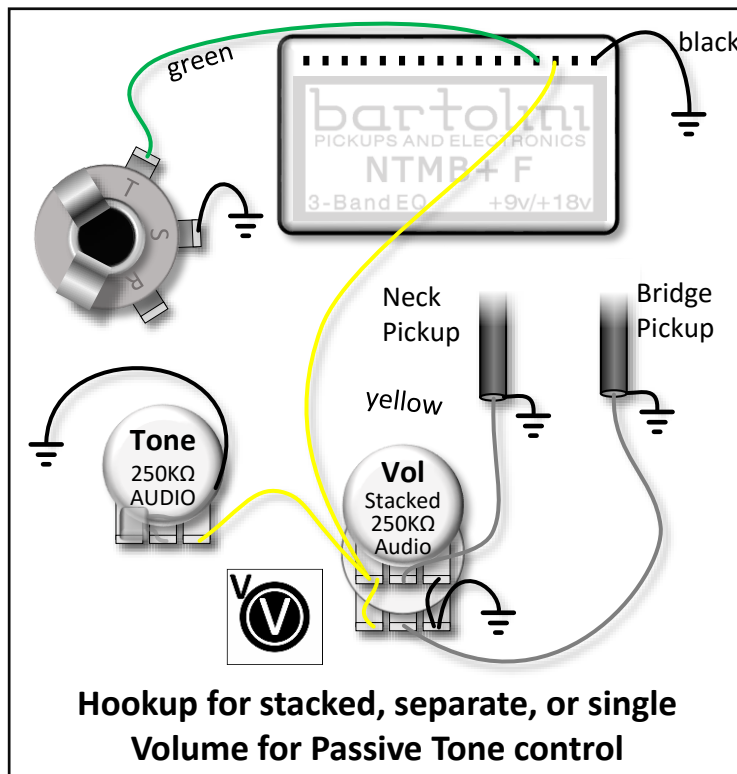 green
black
bartolini
PICKUPS AND ELECTRONICS
NTMB+ F
3-Band EQ +9v/+18v
T
S
R
Neck
Pickup
Bridge
Pickup
yellow
Tone
250KΩ
AUDIO
Vol
Stacked
250KΩ
Audio
V
V
Hookup for stacked, separate, or single
Volume for Passive Tone control